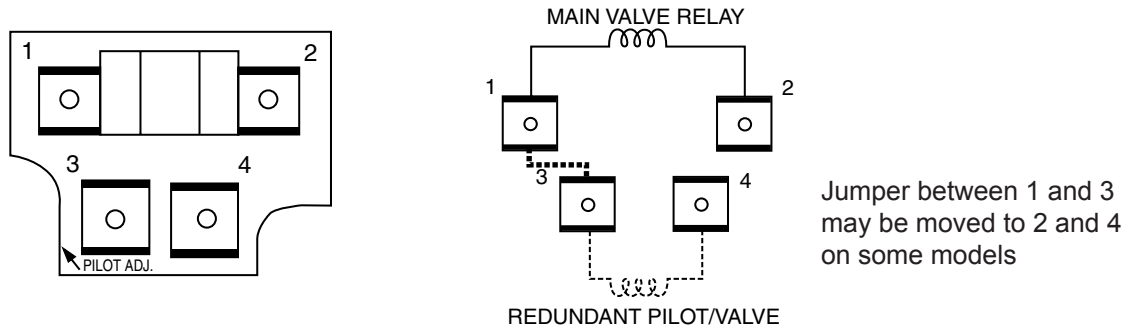 1
2
3
4
PILOT ADJ.
MAIN VALVE RELAY
1
2
3
4
REDUNDANT PILOT/VALVE
Jumper between 1 and 3
may be moved to 2 and 4
on some models